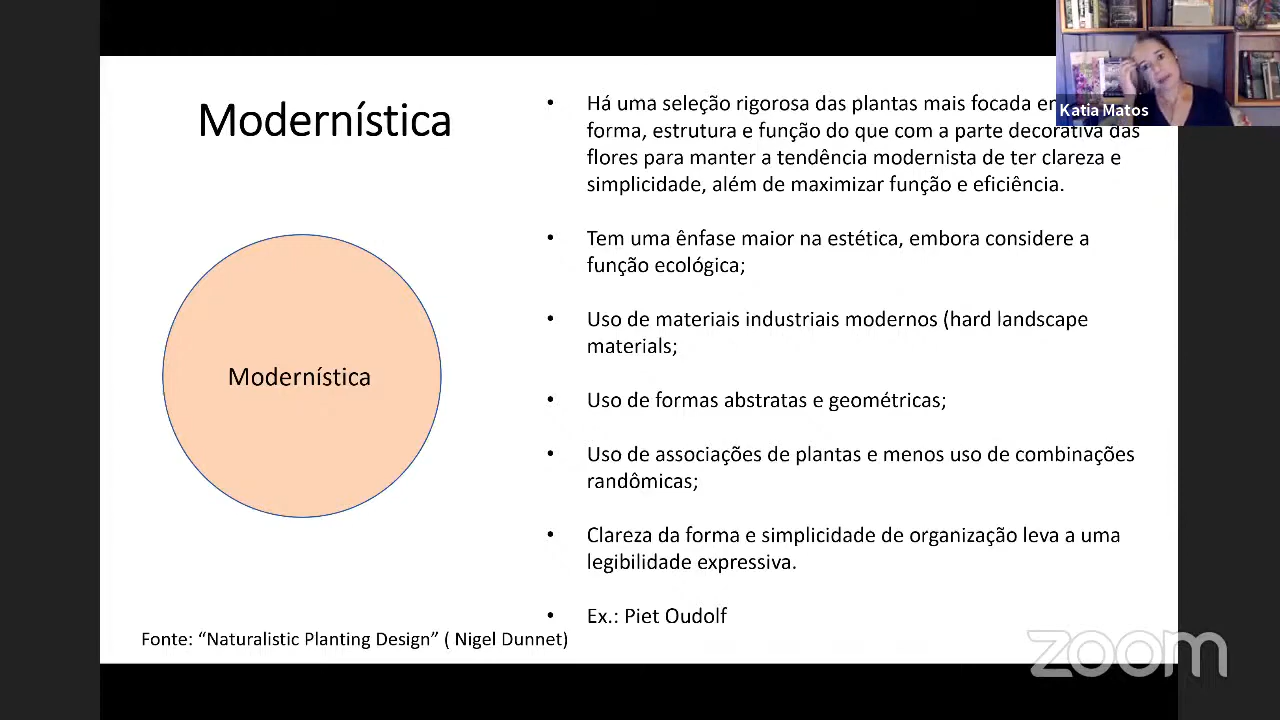 Modernística
• Há uma seleção rigorosa das plantas mais focada em
forma, estrutura e função do que com a parte decorativa das
flores para manter a tendência modernista de ter clareza e
simplicidade, além de maximizar função e eficiência.
• Tem uma ênfase maior na estética, embora considere a
função ecológica;
• Uso de materiais industriais modernos (hard landscape
materials;
• Uso de formas abstratas e geométricas;
• Uso de associações de plantas e menos uso de combinações
randômicas;
• Clareza da forma e simplicidade de organização leva a uma
legibilidade expressiva.
• Ex.: Piet Oudolf
Modernística
Fonte: “Naturalistic Planting Design” ( Nigel Dunnet)
Katia Matos
zoom